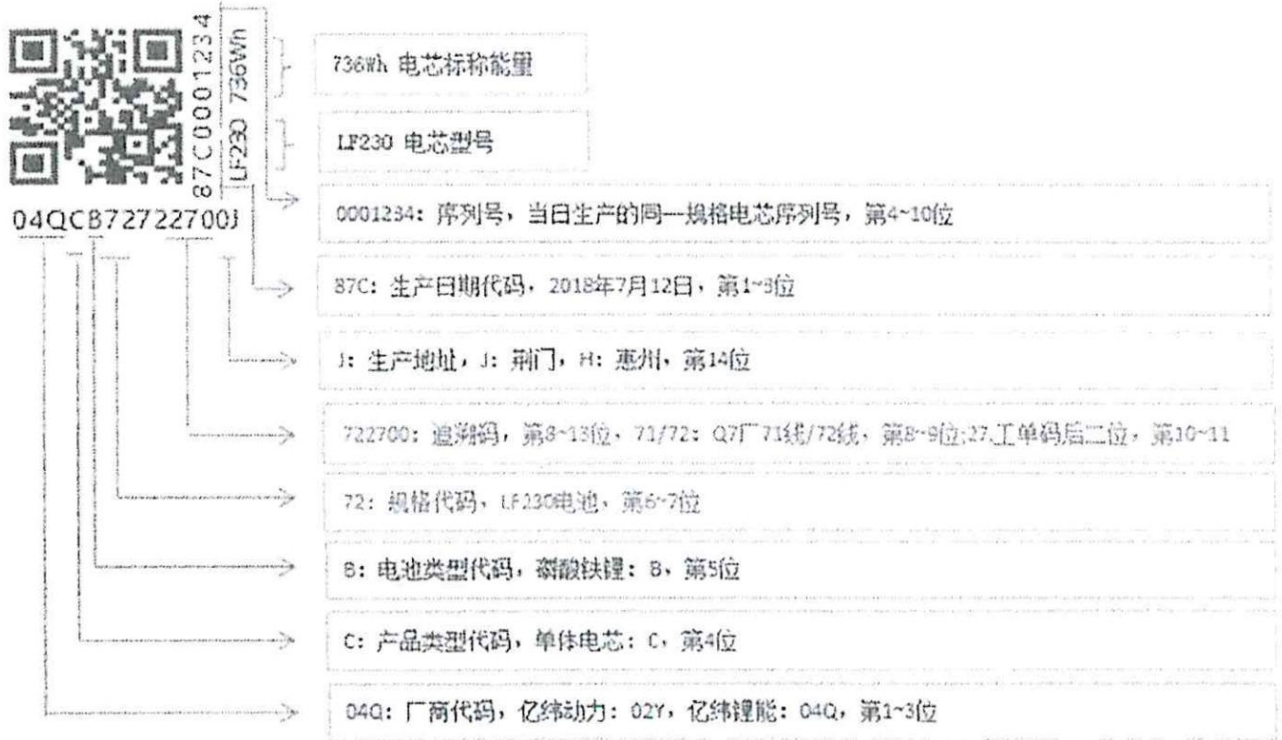 87C0001234
LF230 736Wh
04QCB72722700J
736Wh 电芯标称能量
LF230 电芯型号
0001234: 序列号，当日生产的同一规格电芯序列号，第4~10位
87C: 生产日期代码，2018年7月12日，第1~3位
J: 生产地址，J: 荆门，H: 惠州，第14位
722700: 追溯码，第8~13位，71/72: Q7厂71线/72线，第8~9位;27.工单码后二位，第10~11
72: 规格代码，LF230电池，第6~7位
B: 电池类型代码，磷酸铁锂: B，第5位
C: 产品类型代码，单体电芯: C，第4位
04Q: 厂商代码，亿纬动力: 02Y，亿纬锂能: 04Q，第1~3位